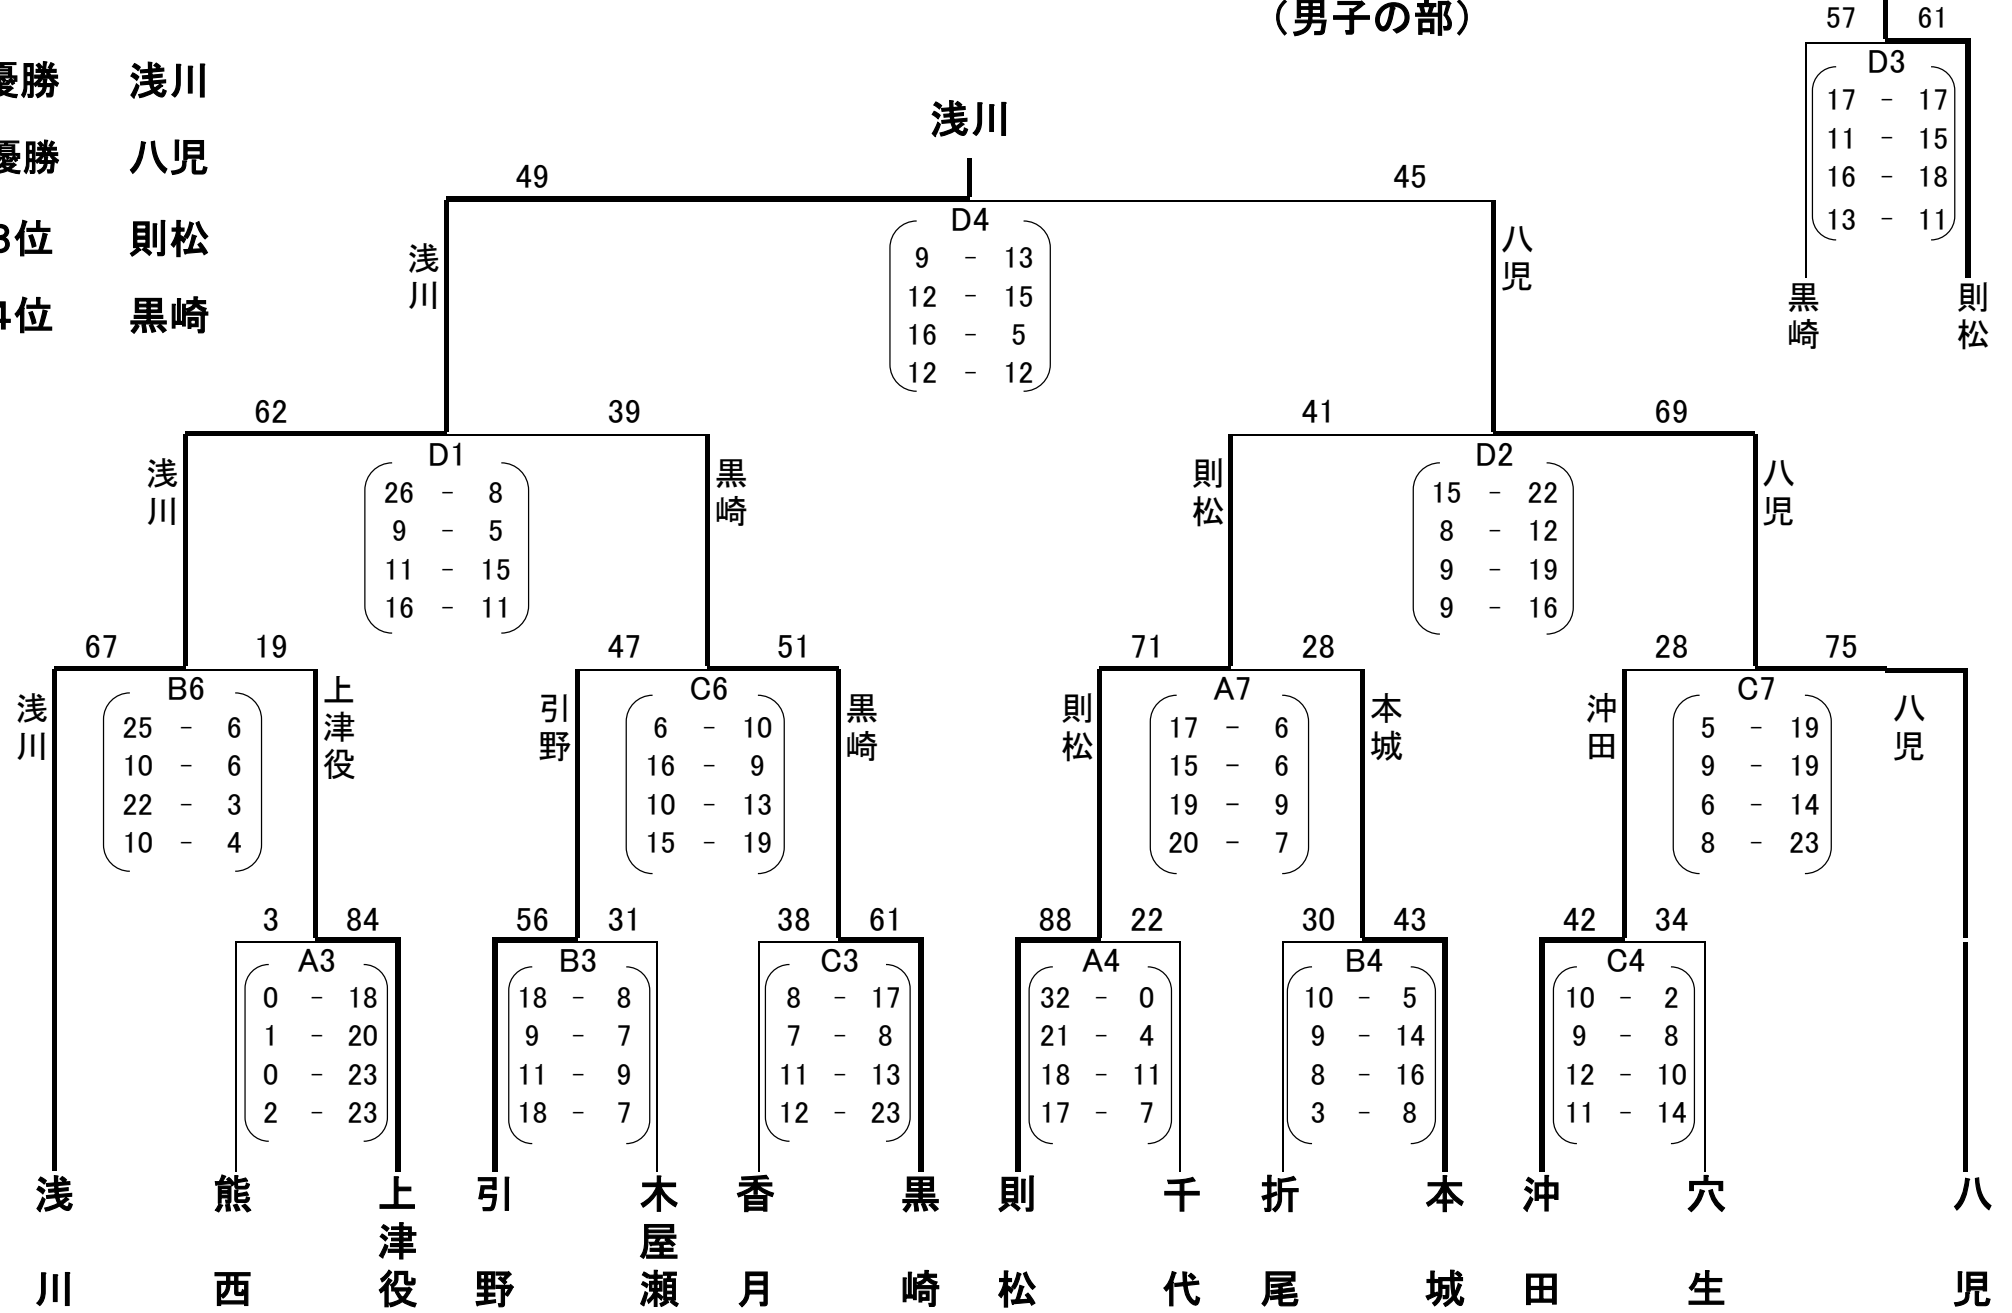 （男子の部）
優勝 浅川
優勝 八児
3位 則松
4位 黒崎
57 61
D3
17 - 17
11 - 15
16 - 18
13 - 11
黒崎 則松
浅川
49 45
D4
9 - 13
12 - 15
16 - 5
12 - 12
浅川 八児
62 39
D1
26 - 8
9 - 5
11 - 15
16 - 11
浅川 黒崎
41 69
D2
15 - 22
8 - 12
9 - 19
9 - 16
則松 八児
67 19
B6
25 - 6
10 - 6
22 - 3
10 - 4
浅川 上津役
47 51
C6
6 - 10
16 - 9
10 - 13
15 - 19
引野 黒崎
71 28
A7
17 - 6
15 - 6
19 - 9
20 - 7
則松 本城
28 75
C7
5 - 19
9 - 19
6 - 14
8 - 23
沖田 八児
3 84
A3
0 - 18
1 - 20
0 - 23
2 - 23
56 31
B3
18 - 8
9 - 7
11 - 9
18 - 7
38 61
C3
8 - 17
7 - 8
11 - 13
12 - 23
88 22
A4
32 - 0
21 - 4
18 - 11
17 - 7
30 43
B4
10 - 5
9 - 14
8 - 16
3 - 8
42 34
C4
10 - 2
9 - 8
12 - 10
11 - 14
浅川 熊西 上津役 引野 木屋瀬 香月 黒崎 則松 千代 折尾 本城 沖田 穴生 八児